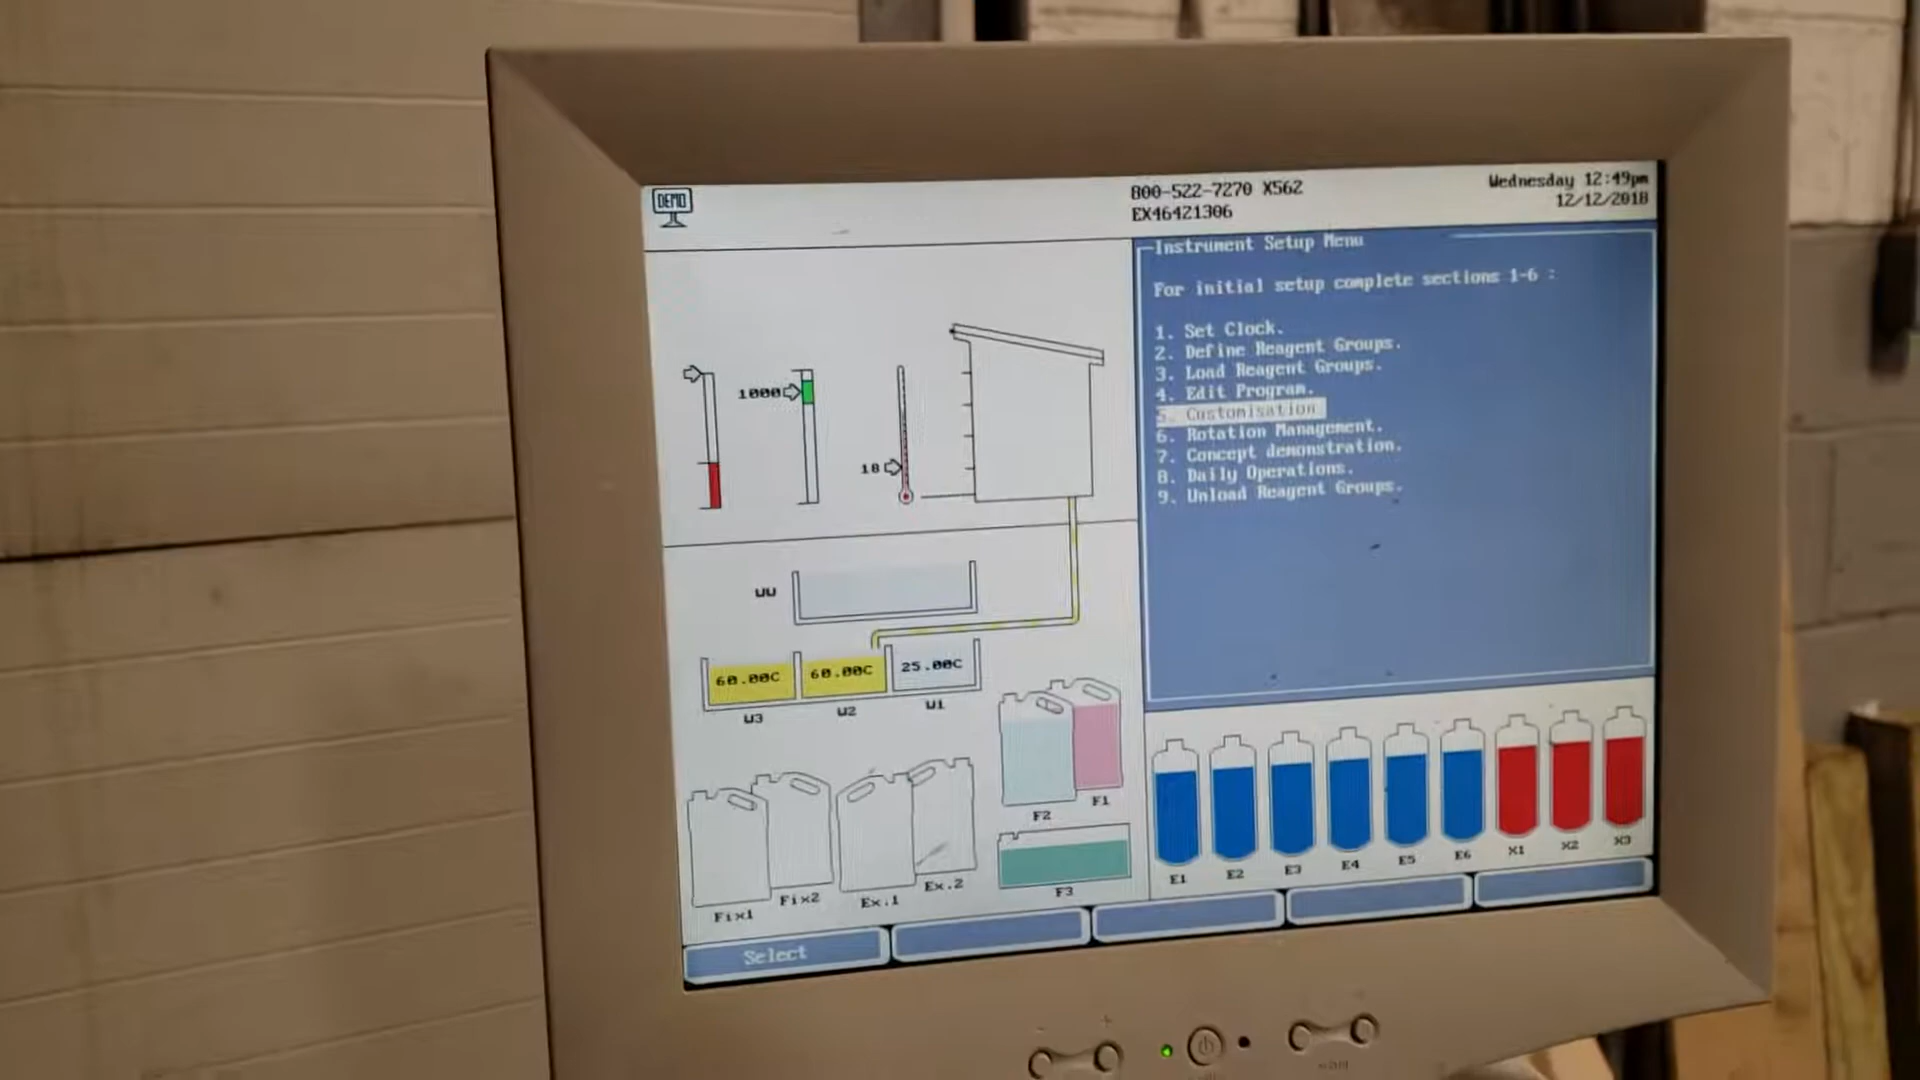 DEMO
800-522-7270 X562
EX46421306
Wednesday 12:49pm
12/12/2018
Instrument Setup Menu
For initial setup complete sections 1-6 :
1. Set Clock.
2. Define Reagent Groups.
3. Load Reagent Groups.
4. Edit Program.
5. Customisation
6. Rotation Management.
7. Concept demonstration.
8. Daily Operations.
9. Unload Reagent Groups.
1000
18
WW
60.00C
60.00C
25.00C
W3
W2
W1
F2
F1
F3
Fix1
Fix2
Ex.1
Ex.2
E1
E2
E3
E4
E5
E6
X1
X2
X3
Select